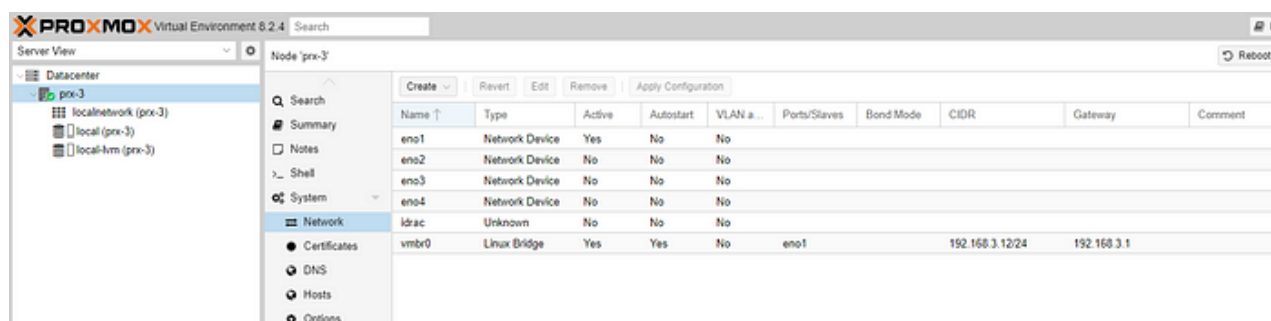 PROXMOX Virtual Environment 8.2.4 Search
Server View
Node 'prx-3'
Reboot
Datacenter
prx-3
localnetwork (prx-3)
local (prx-3)
local-lvm (prx-3)
Search
Summary
Notes
Shell
System
Network
Certificates
DNS
Hosts
Options
Create Revert Edit Remove Apply Configuration
Name Type Active Autostart VLAN a... Ports/Slaves Bond Mode CIDR Gateway Comment
eno1 Network Device Yes No No
eno2 Network Device No No No
eno3 Network Device No No No
eno4 Network Device No No No
idrac Unknown No No No
vmbr0 Linux Bridge Yes Yes No eno1 192.168.3.12/24 192.168.3.1